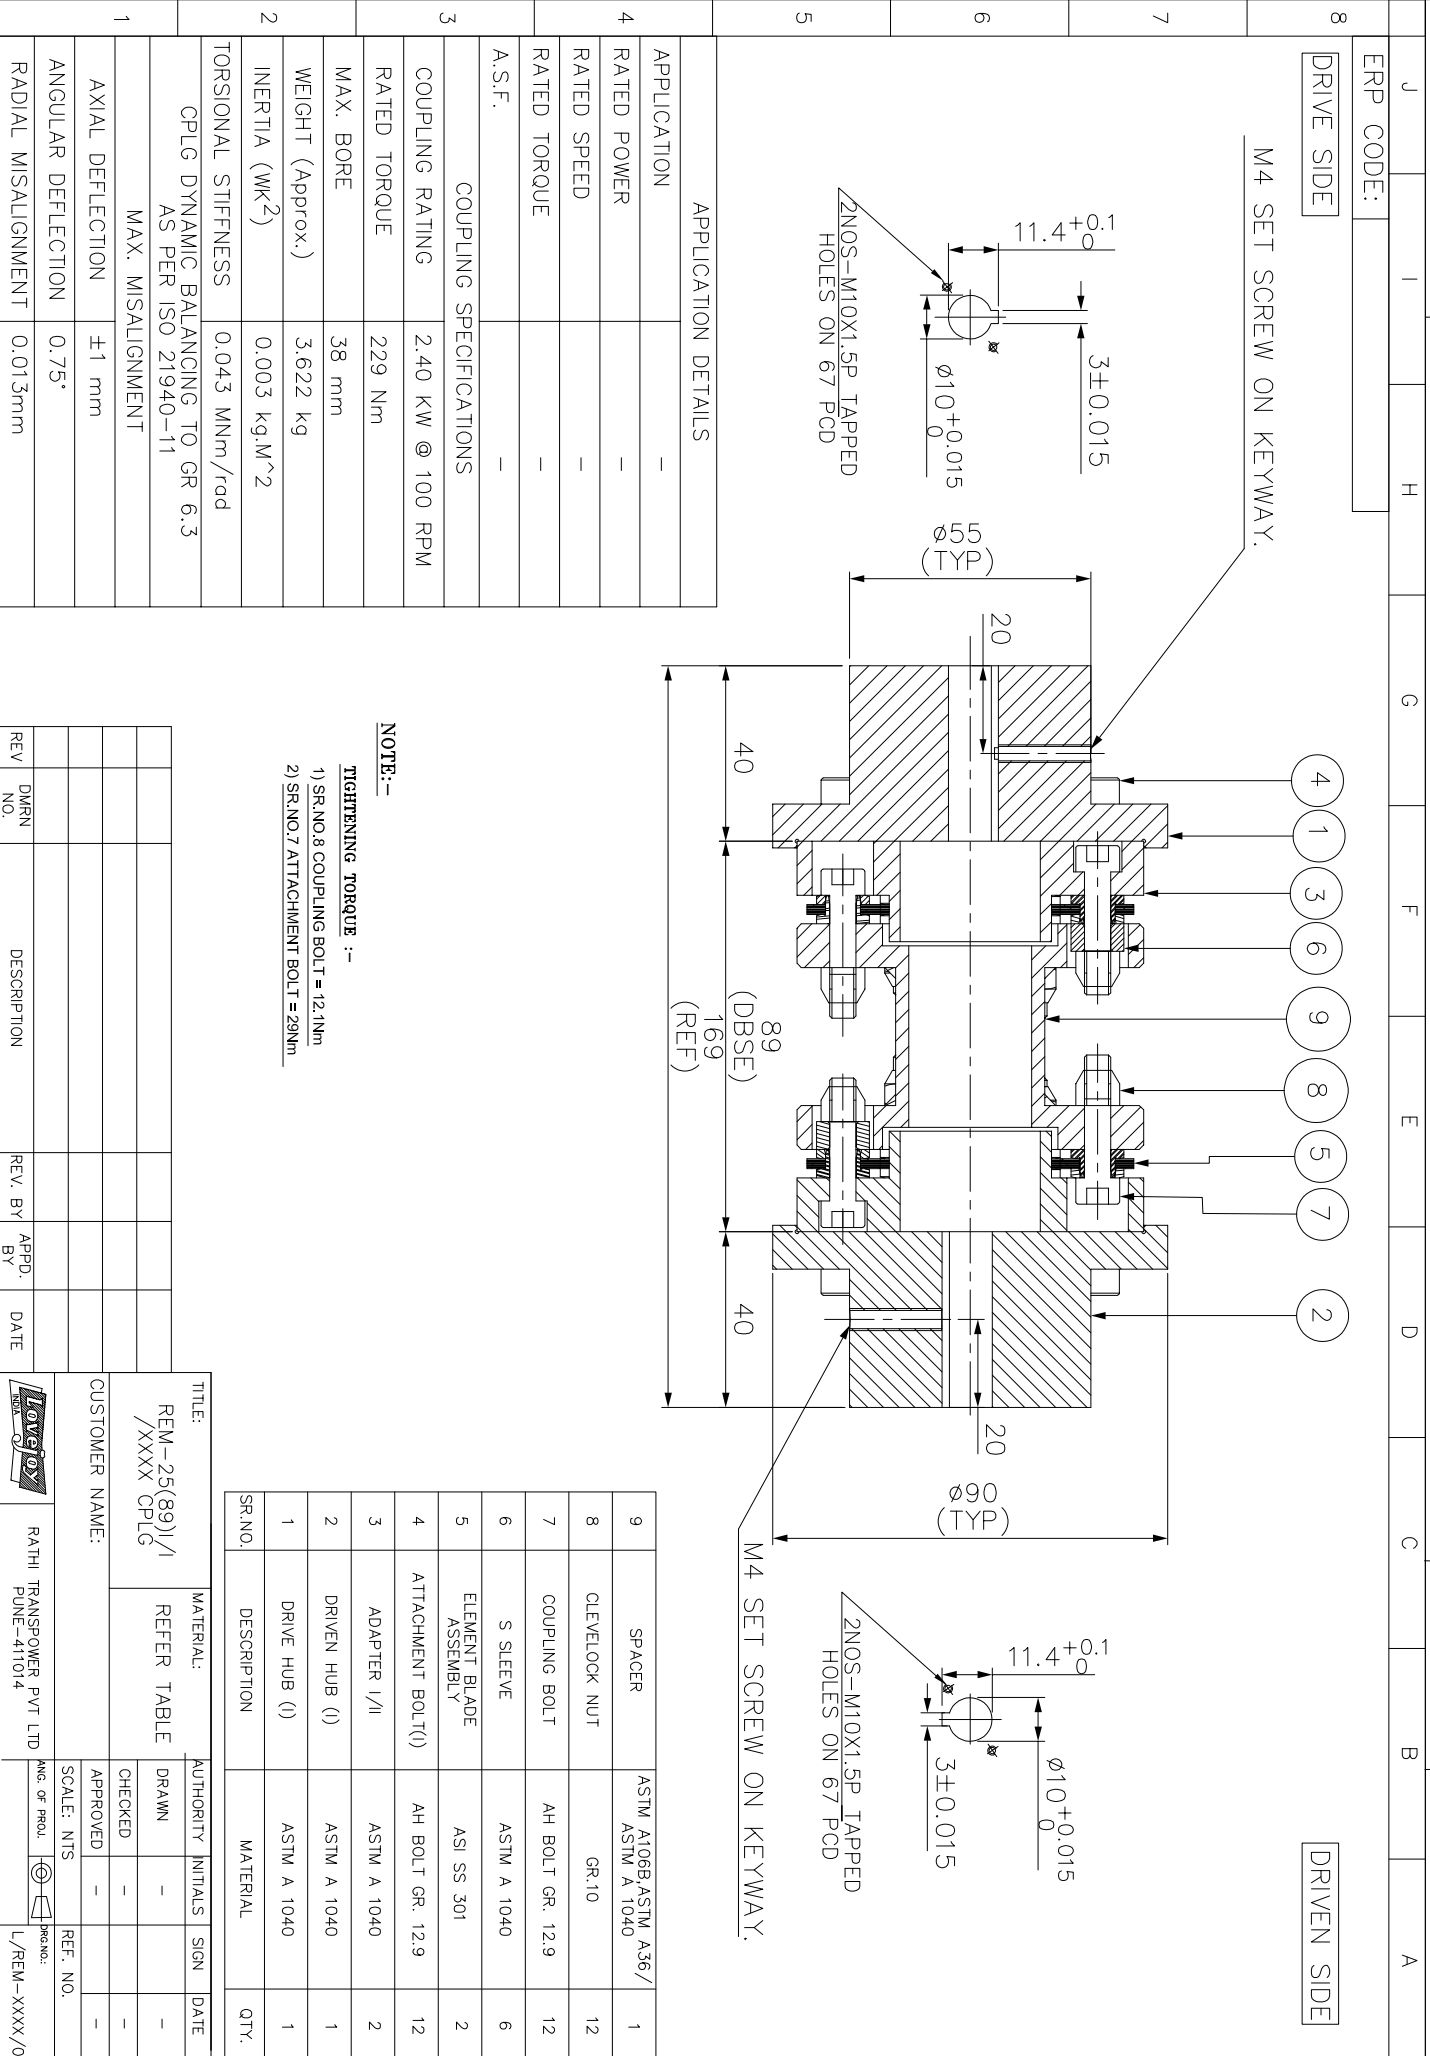 J
I
H
G
F
E
D
C
B
A
8
7
6
5
4
3
2
1
ERP CODE:
DRIVE SIDE
DRIVEN SIDE
M4 SET SCREW ON KEYWAY.
11.4 +0.1 0
3±0.015
ø10 +0.015 0
2NOS-M10X1.5P TAPPED
HOLES ON 67 PCD
ø55
(TYP)
20
40
4
1
3
6
9
8
5
7
2
89
(DBSE)
169
(REF)
40
20
ø90
(TYP)
M4 SET SCREW ON KEYWAY.
11.4 +0.1 0
ø10 +0.015 0
3±0.015
2NOS-M10X1.5P TAPPED
HOLES ON 67 PCD
APPLICATION DETAILS
APPLICATION -
RATED POWER -
RATED SPEED -
RATED TORQUE -
A.S.F. -
COUPLING SPECIFICATIONS
COUPLING RATING 2.40 KW @ 100 RPM
RATED TORQUE 229 Nm
MAX. BORE 38 mm
WEIGHT (Approx.) 3.622 kg
INERTIA (WK²) 0.003 kg.M^2
TORSIONAL STIFFNESS 0.043 MNm/rad
CPLG DYNAMIC BALANCING TO GR 6.3
AS PER ISO 21940-11
MAX. MISALIGNMENT
AXIAL DEFLECTION ±1 mm
ANGULAR DEFLECTION 0.75°
RADIAL MISALIGNMENT 0.013mm
NOTE:-
TIGHTENING TORQUE :-
1) SR.NO.8 COUPLING BOLT = 12.1Nm
2) SR.NO.7 ATTACHMENT BOLT = 29Nm
REV DMRN NO. DESCRIPTION REV. BY APPD. BY DATE
9 SPACER ASTM A106B,ASTM A36/ ASTM A 1040 1
8 CLEVELOCK NUT GR.10 12
7 COUPLING BOLT AH BOLT GR. 12.9 12
6 S SLEEVE ASTM A 1040 6
5 ELEMENT BLADE ASSEMBLY ASI SS 301 2
4 ATTACHMENT BOLT(I) AH BOLT GR. 12.9 12
3 ADAPTER I/II ASTM A 1040 2
2 DRIVEN HUB (I) ASTM A 1040 1
1 DRIVE HUB (I) ASTM A 1040 1
SR.NO. DESCRIPTION MATERIAL QTY.
TITLE:
REM-25(89)I/I
/XXXX CPLG
MATERIAL:
REFER TABLE
AUTHORITY INITIALS SIGN DATE
DRAWN - -
CHECKED - -
APPROVED - -
CUSTOMER NAME:
SCALE: NTS
REF. NO.
Lovejoy
INDIA
RATHI TRANSPOWER PVT LTD
PUNE-411014
ANG. OF PROJ.
DRG.NO.:
L/REM-XXXX/0